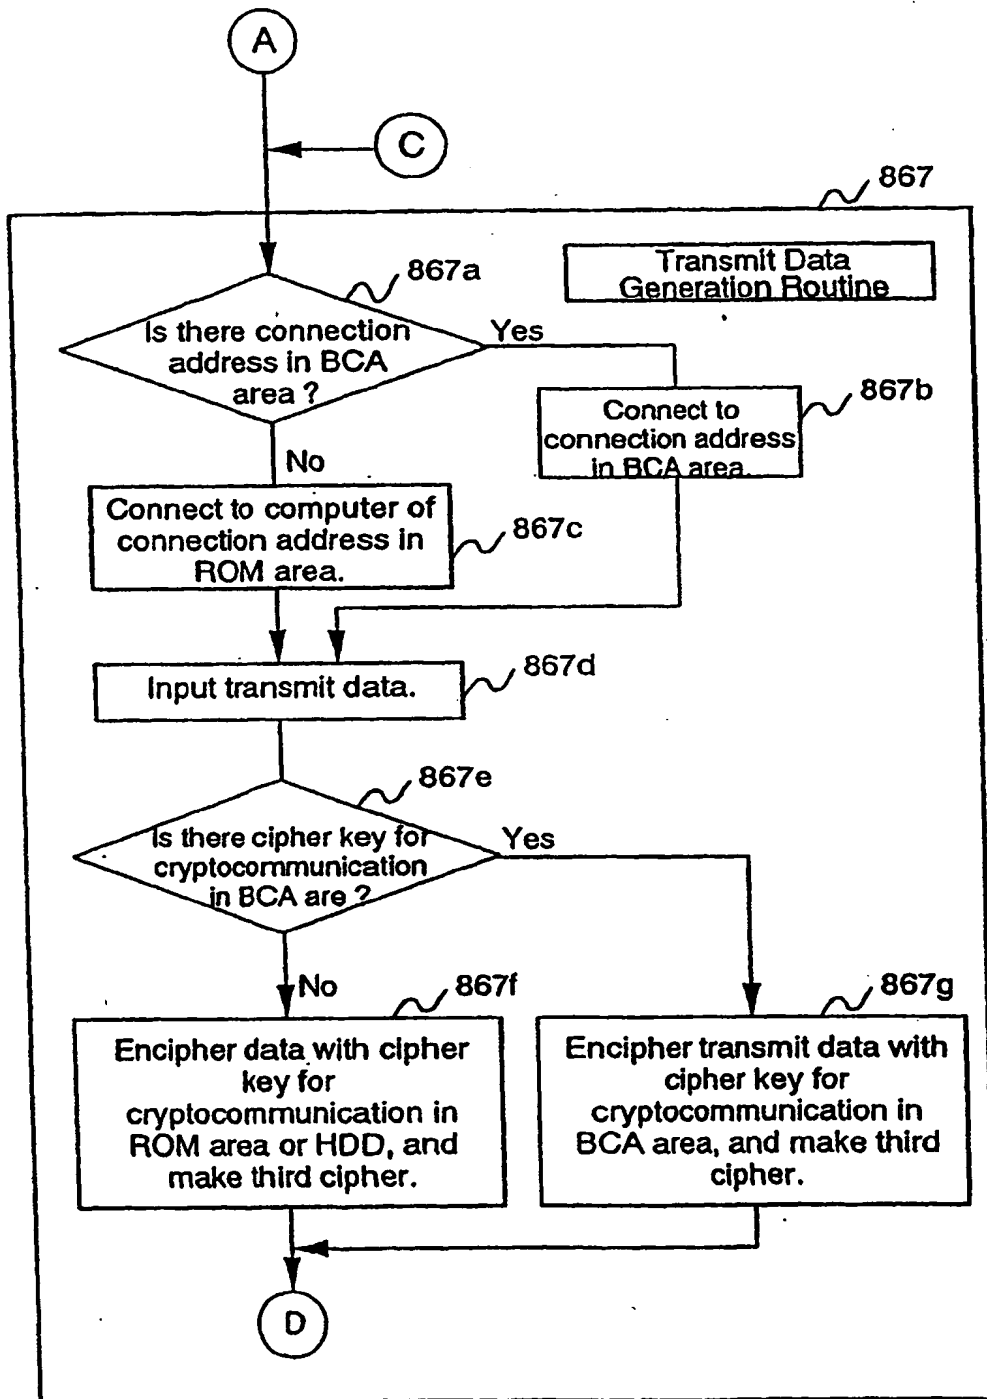 A
C
867
Transmit Data
Generation Routine
867a
Is there connection
address in BCA
area ?
Yes
867b
Connect to
connection address
in BCA area.
No
Connect to computer of
connection address in
ROM area.
867c
Input transmit data.
867d
867e
Is there cipher key for
cryptocommunication
in BCA are ?
Yes
No
867f
Encipher data with cipher
key for
cryptocommunication in
ROM area or HDD, and
make third cipher.
867g
Encipher transmit data with
cipher key for
cryptocommunication in
BCA area, and make third
cipher.
D